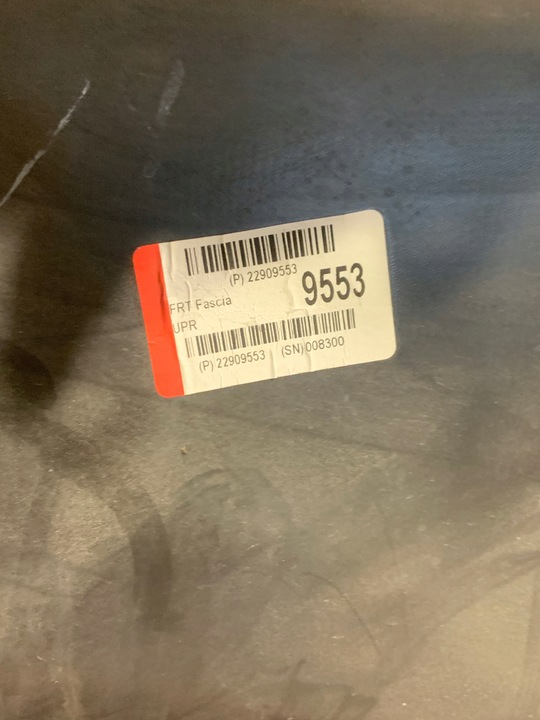 (P) 22909553
9553
FRT Fascia
UPR
(P) 22909553 (SN) 008300